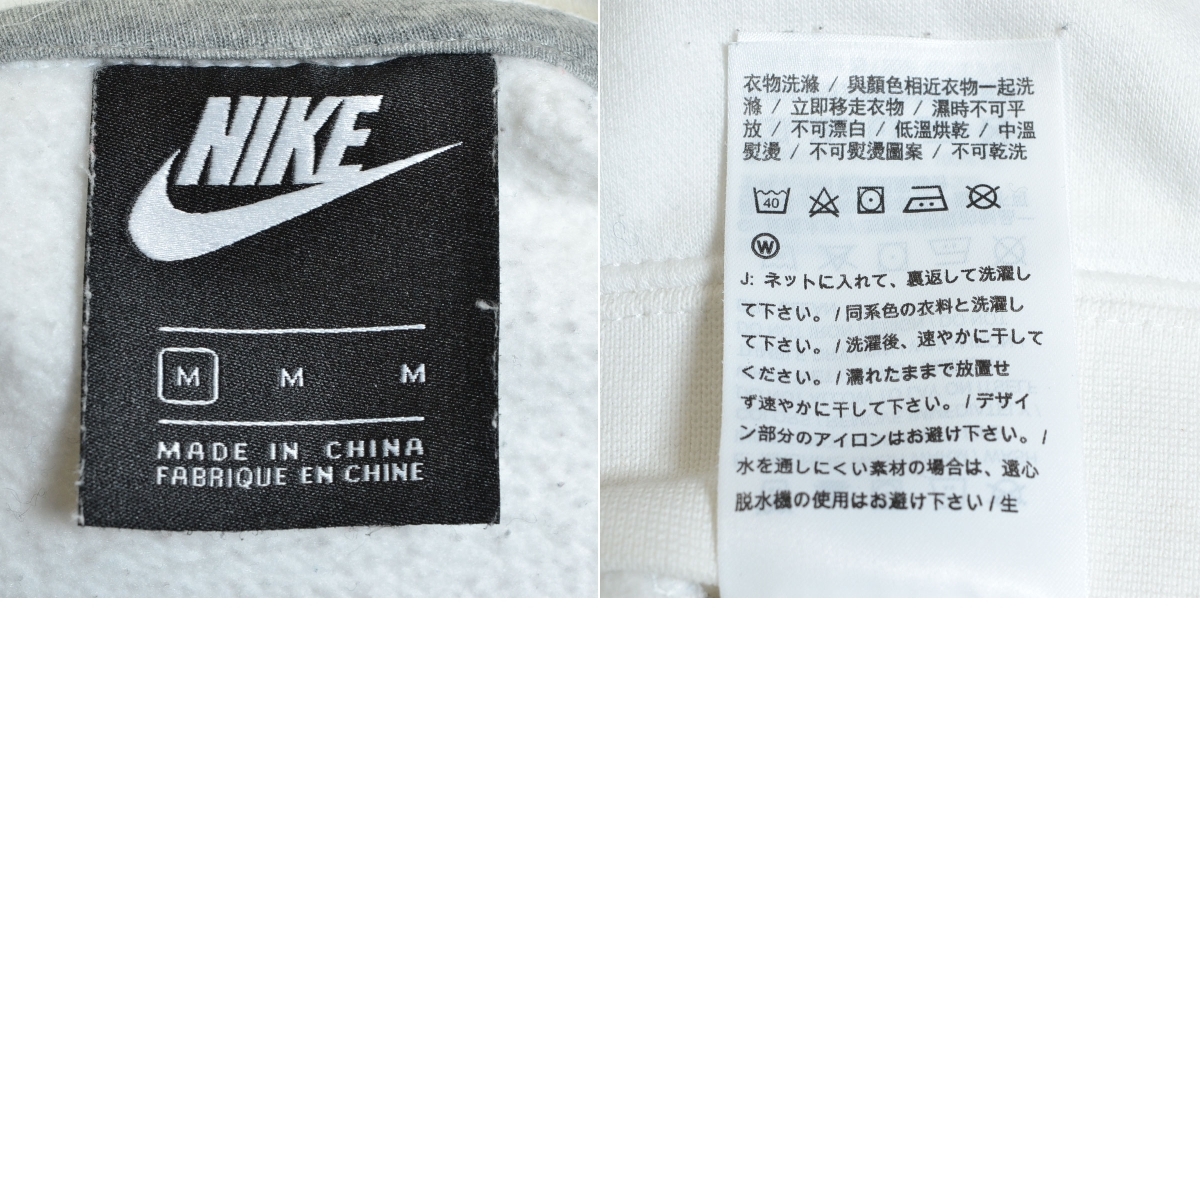 NIKE
M M M
MADE IN CHINA
FABRIQUE EN CHINE
衣物洗滌 / 與顏色相近衣物一起洗
滌 / 立即移走衣物 / 濕時不可平
放 / 不可漂白 / 低溫烘乾 / 中溫
熨燙 / 不可熨燙圖案 / 不可乾洗
40
W
J: ネットに入れて、裏返して洗濯し
て下さい。/ 同系色の衣料と洗濯し
て下さい。/ 洗濯後、速やかに干して
ください。/ 濡れたままで放置せ
ず速やかに干して下さい。/ デザイ
ン部分のアイロンはお避け下さい。/
水を通しにくい素材の場合は、遠心
脱水機の使用はお避け下さい / 生